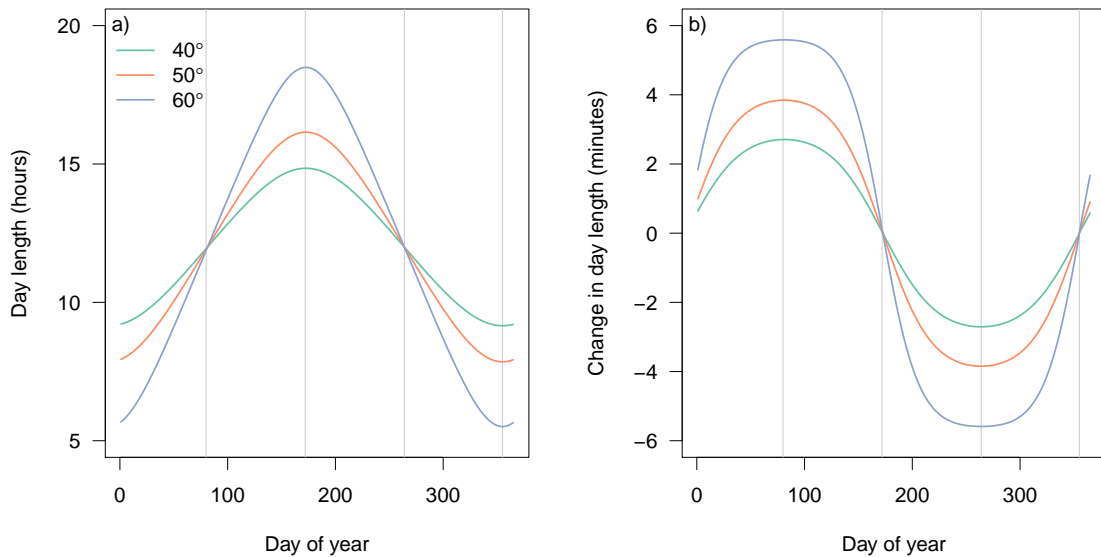 a)
40°
50°
60°
20
15
10
5
Day length (hours)
0 100 200 300
Day of year
b)
6
4
2
0
−2
−4
−6
Change in day length (minutes)
0 100 200 300
Day of year